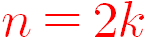 n = 2k